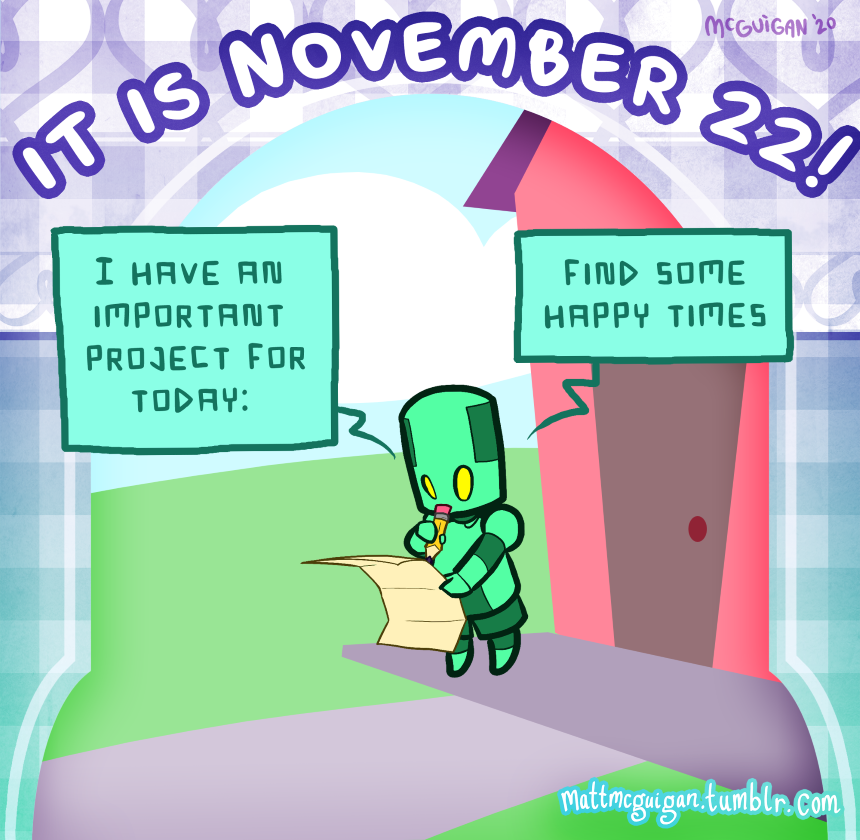 McGUiGAN '20
IT IS NOVEMBER 22!
I HAVE AN
IMPORTANT
PROJECT FOR
TODAY:
FIND SOME
HAPPY TIMES
mattmcguigan.tumblr.com